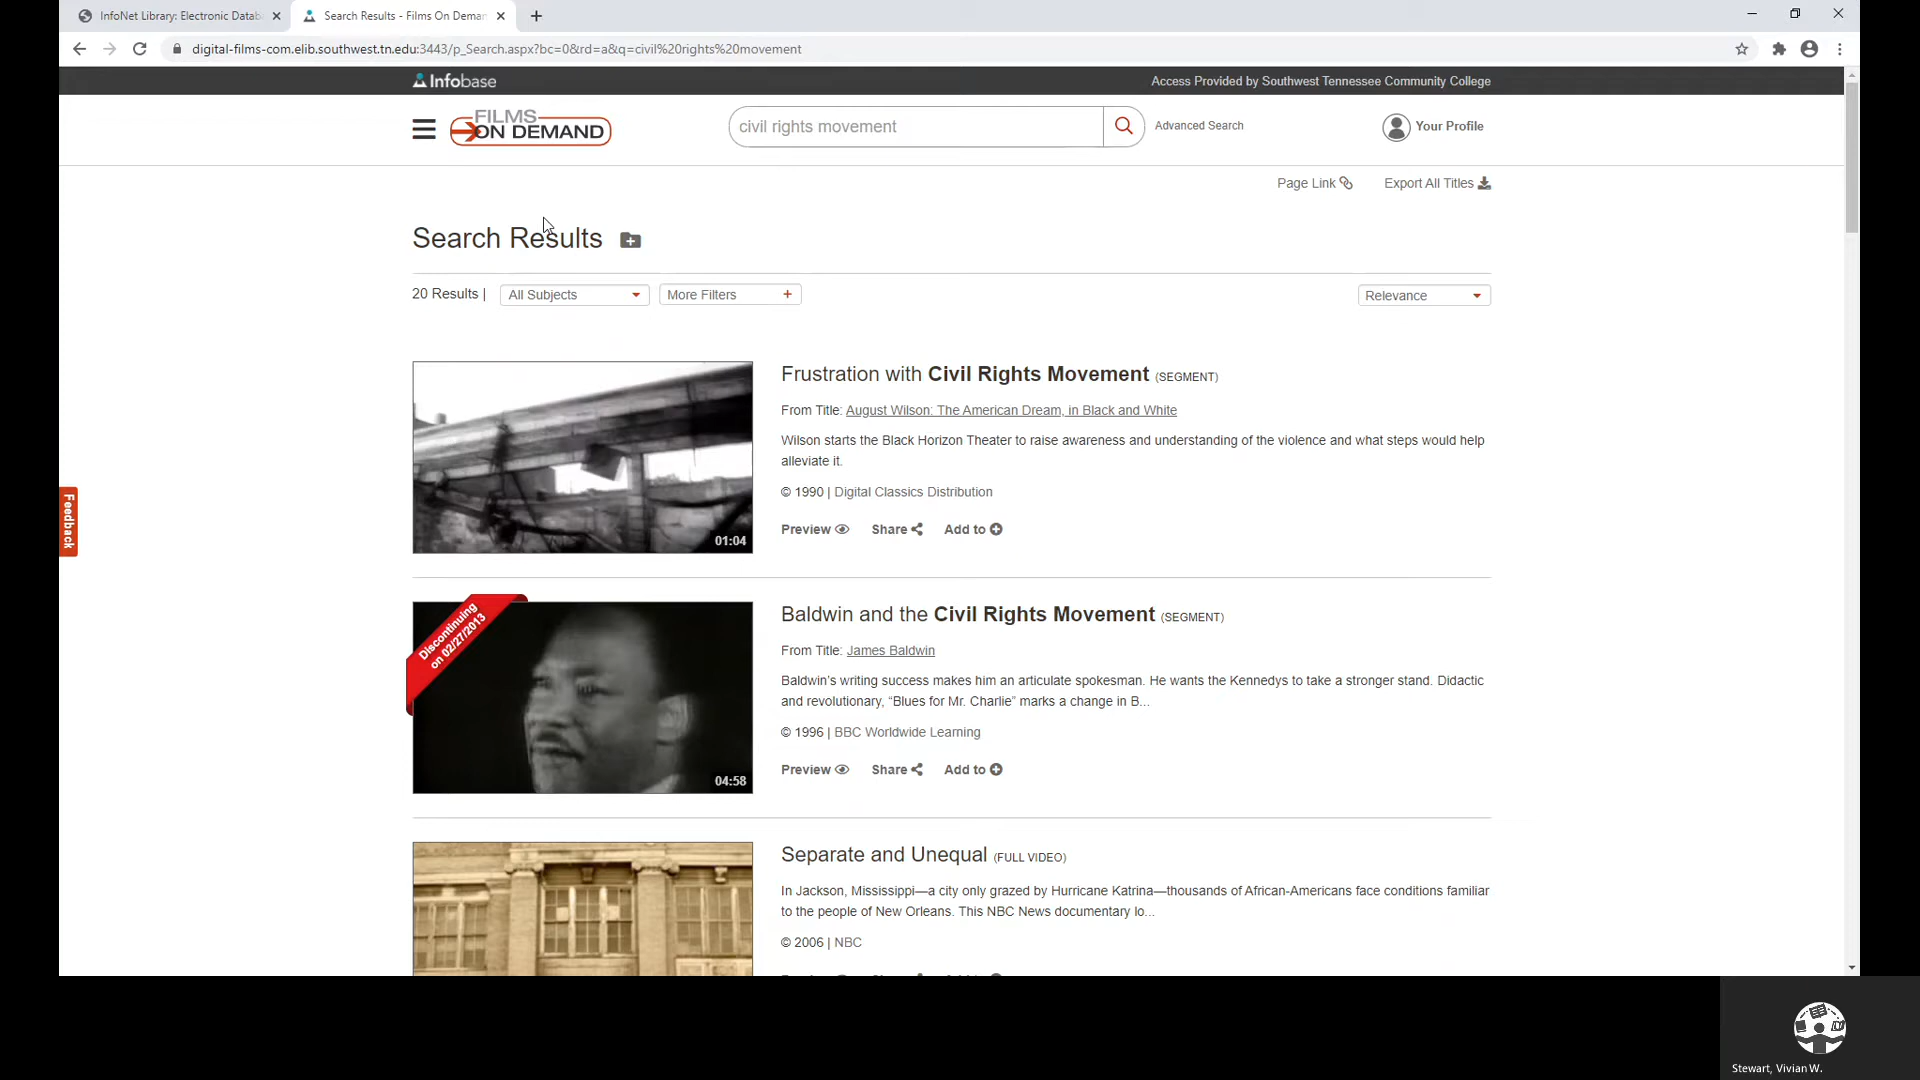 InfoNet Library: Electronic Datab
Search Results - Films On Deman
digital-films-com.elib.southwest.tn.edu:3443/p_Search.aspx?bc=0&rd=a&q=civil%20rights%20movement
Infobase
Access Provided by Southwest Tennessee Community College
FILMS
ON DEMAND
civil rights movement
Advanced Search
Your Profile
Page Link
Export All Titles
Search Results
20 Results |
All Subjects
More Filters +
Relevance
Frustration with Civil Rights Movement (SEGMENT)
From Title: August Wilson: The American Dream, in Black and White
Wilson starts the Black Horizon Theater to raise awareness and understanding of the violence and what steps would help
alleviate it.
© 1990 | Digital Classics Distribution
Preview Share Add to
01:04
Feedback
Discontinuing
on 02/27/2013
Baldwin and the Civil Rights Movement (SEGMENT)
From Title: James Baldwin
Baldwin's writing success makes him an articulate spokesman. He wants the Kennedys to take a stronger stand. Didactic
and revolutionary, "Blues for Mr. Charlie" marks a change in B...
© 1996 | BBC Worldwide Learning
Preview Share Add to
04:58
Separate and Unequal (FULL VIDEO)
In Jackson, Mississippi—a city only grazed by Hurricane Katrina—thousands of African-Americans face conditions familiar
to the people of New Orleans. This NBC News documentary lo...
© 2006 | NBC
Stewart, Vivian W.